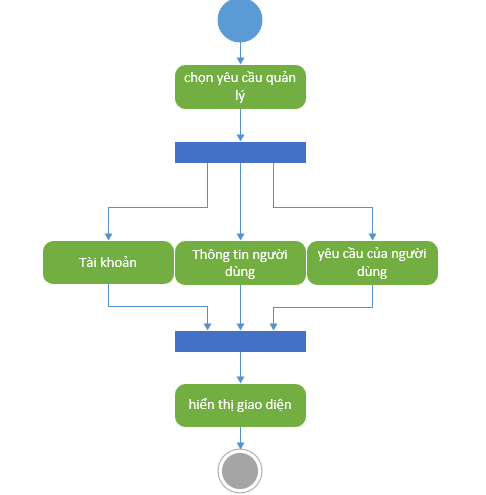 chọn yêu cầu quản
lý
Tài khoản
Thông tin người
dùng
yêu cầu của người
dùng
hiển thị giao diện